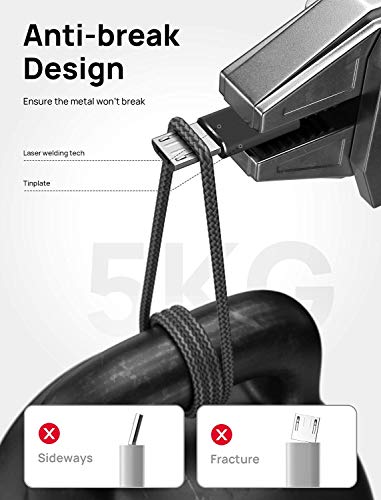 Anti-break
Design
Ensure the metal won't break
Laser welding tech
Tinplate
5KG
Sideways
Fracture